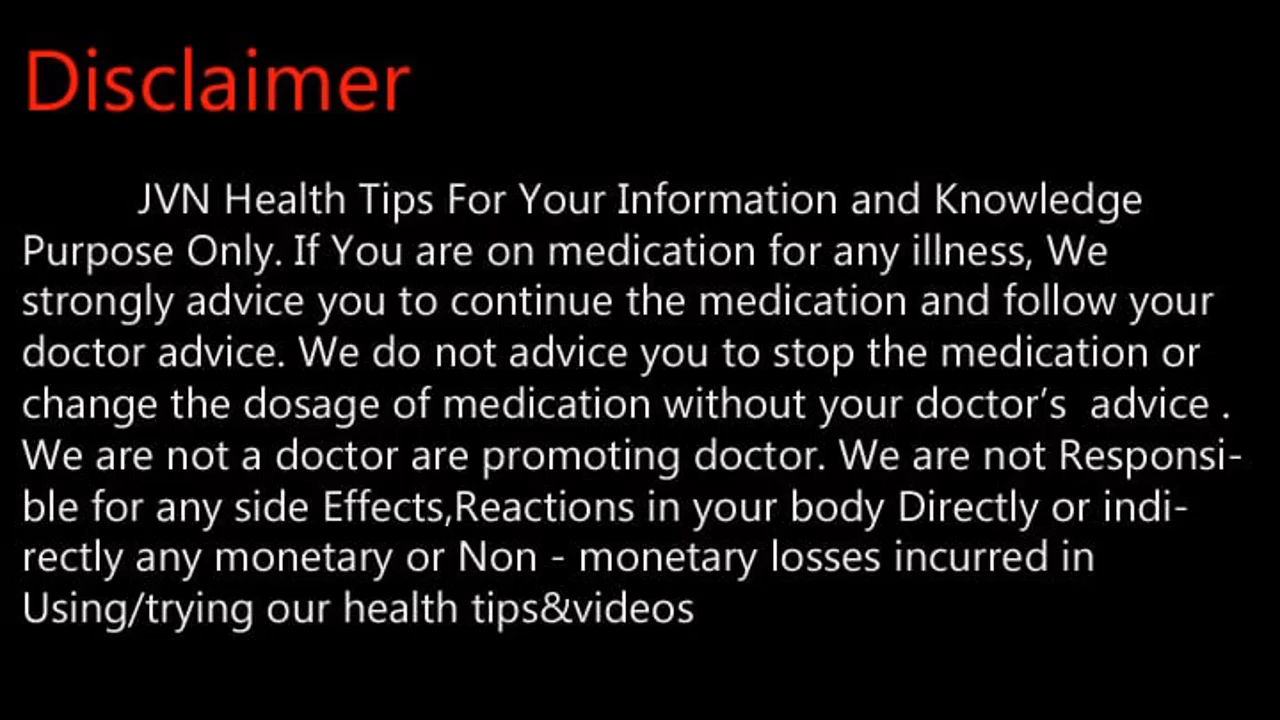 Disclaimer
JVN Health Tips For Your Information and Knowledge
Purpose Only. If You are on medication for any illness, We
strongly advice you to continue the medication and follow your
doctor advice. We do not advice you to stop the medication or
change the dosage of medication without your doctor’s  advice .
We are not a doctor are promoting doctor. We are not Responsi-
ble for any side Effects,Reactions in your body Directly or indi-
rectly any monetary or Non - monetary losses incurred in
Using/trying our health tips&videos